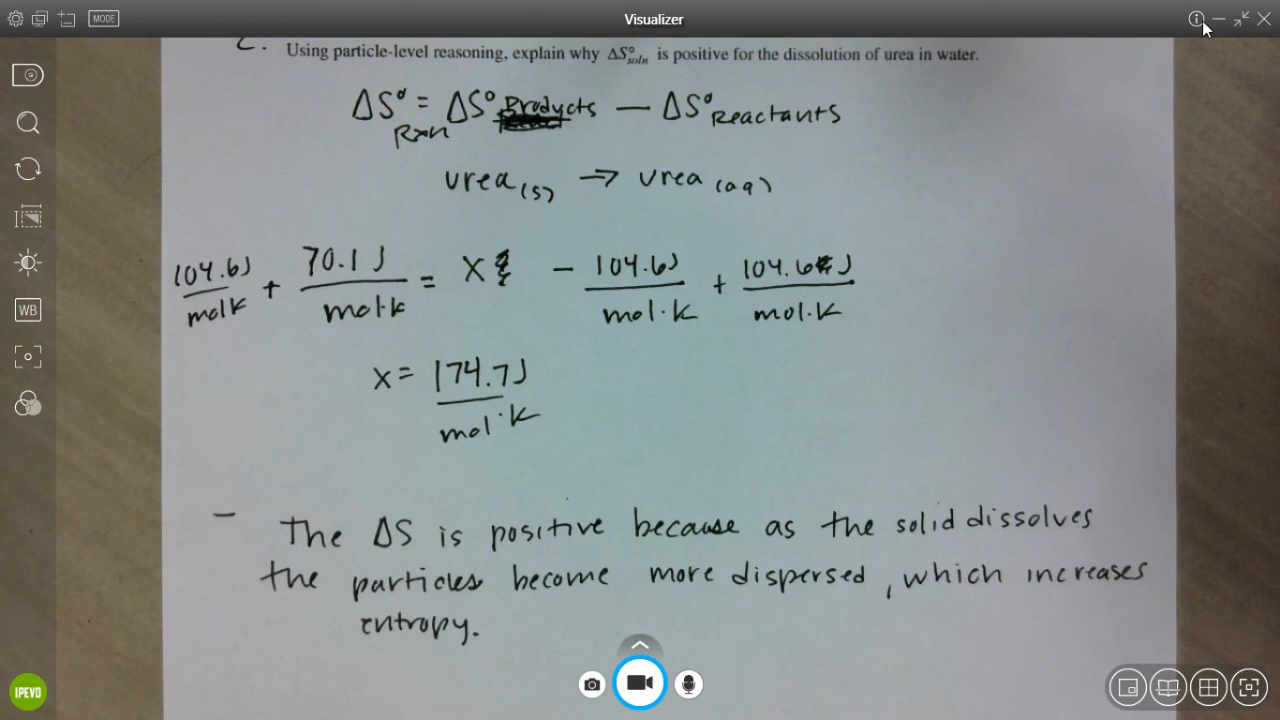 MODE
Visualizer
2. Using particle-level reasoning, explain why ΔS°soln is positive for the dissolution of urea in water.
ΔS°Rxn = ΔS° Products — ΔS°Reactants
urea(s) → urea(aq)
104.6J/molK + 70.1J/mol·K = X - 104.6J/mol·K + 104.6J/mol·K
x = 174.7J/mol·K
- The ΔS is positive because as the solid dissolves
the particles become more dispersed, which increases
entropy.
WB
IPEVO